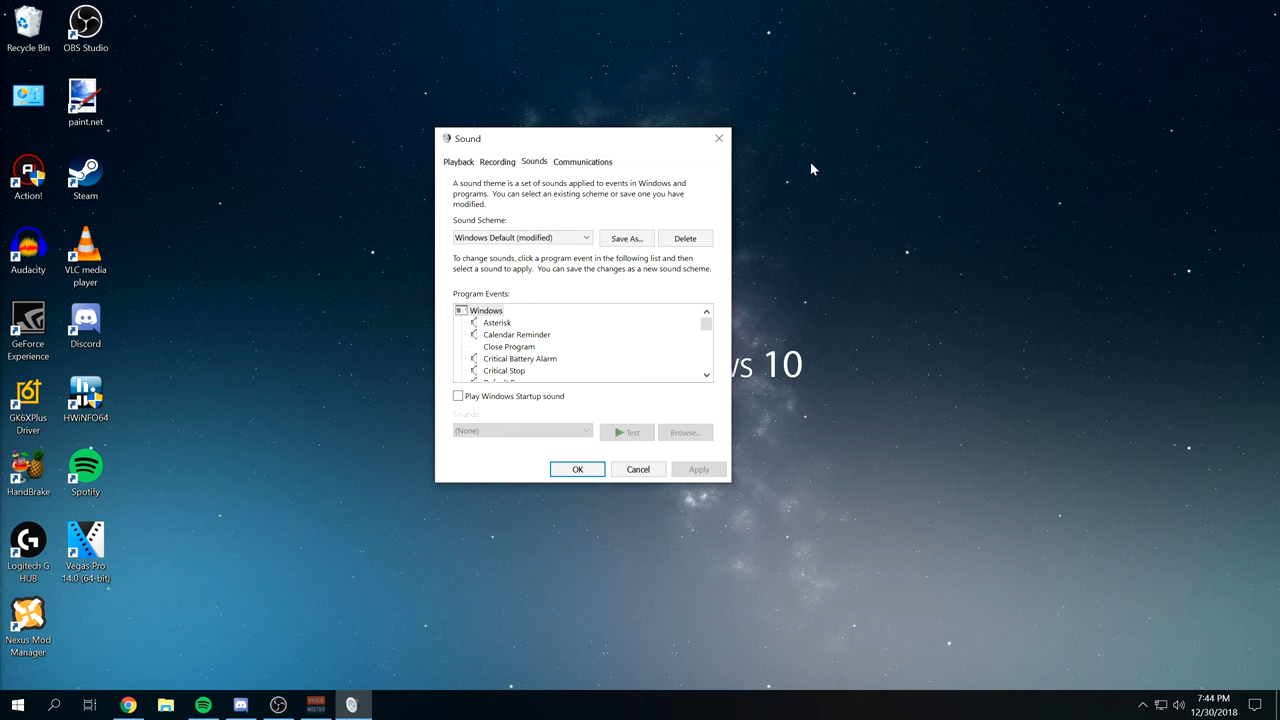 Recycle Bin
OBS Studio
paint.net
Action!
Steam
Audacity
VLC media
player
GeForce
Experience
Discord
GK6XPlus
Driver
HWiNFO64
HandBrake
Spotify
Logitech G
HUB
Vegas Pro
14.0 (64-bit)
Nexus Mod
Manager
Sound
Playback Recording Sounds Communications
A sound theme is a set of sounds applied to events in Windows and
programs. You can select an existing scheme or save one you have
modified.
Sound Scheme:
Windows Default (modified)
Save As...
Delete
To change sounds, click a program event in the following list and then
select a sound to apply. You can save the changes as a new sound scheme.
Program Events:
Windows
Asterisk
Calendar Reminder
Close Program
Critical Battery Alarm
Critical Stop
Play Windows Startup sound
Sounds:
(None)
Test
Browse...
OK
Cancel
Apply
ws 10
VOICE
MEETER
7:44 PM
12/30/2018